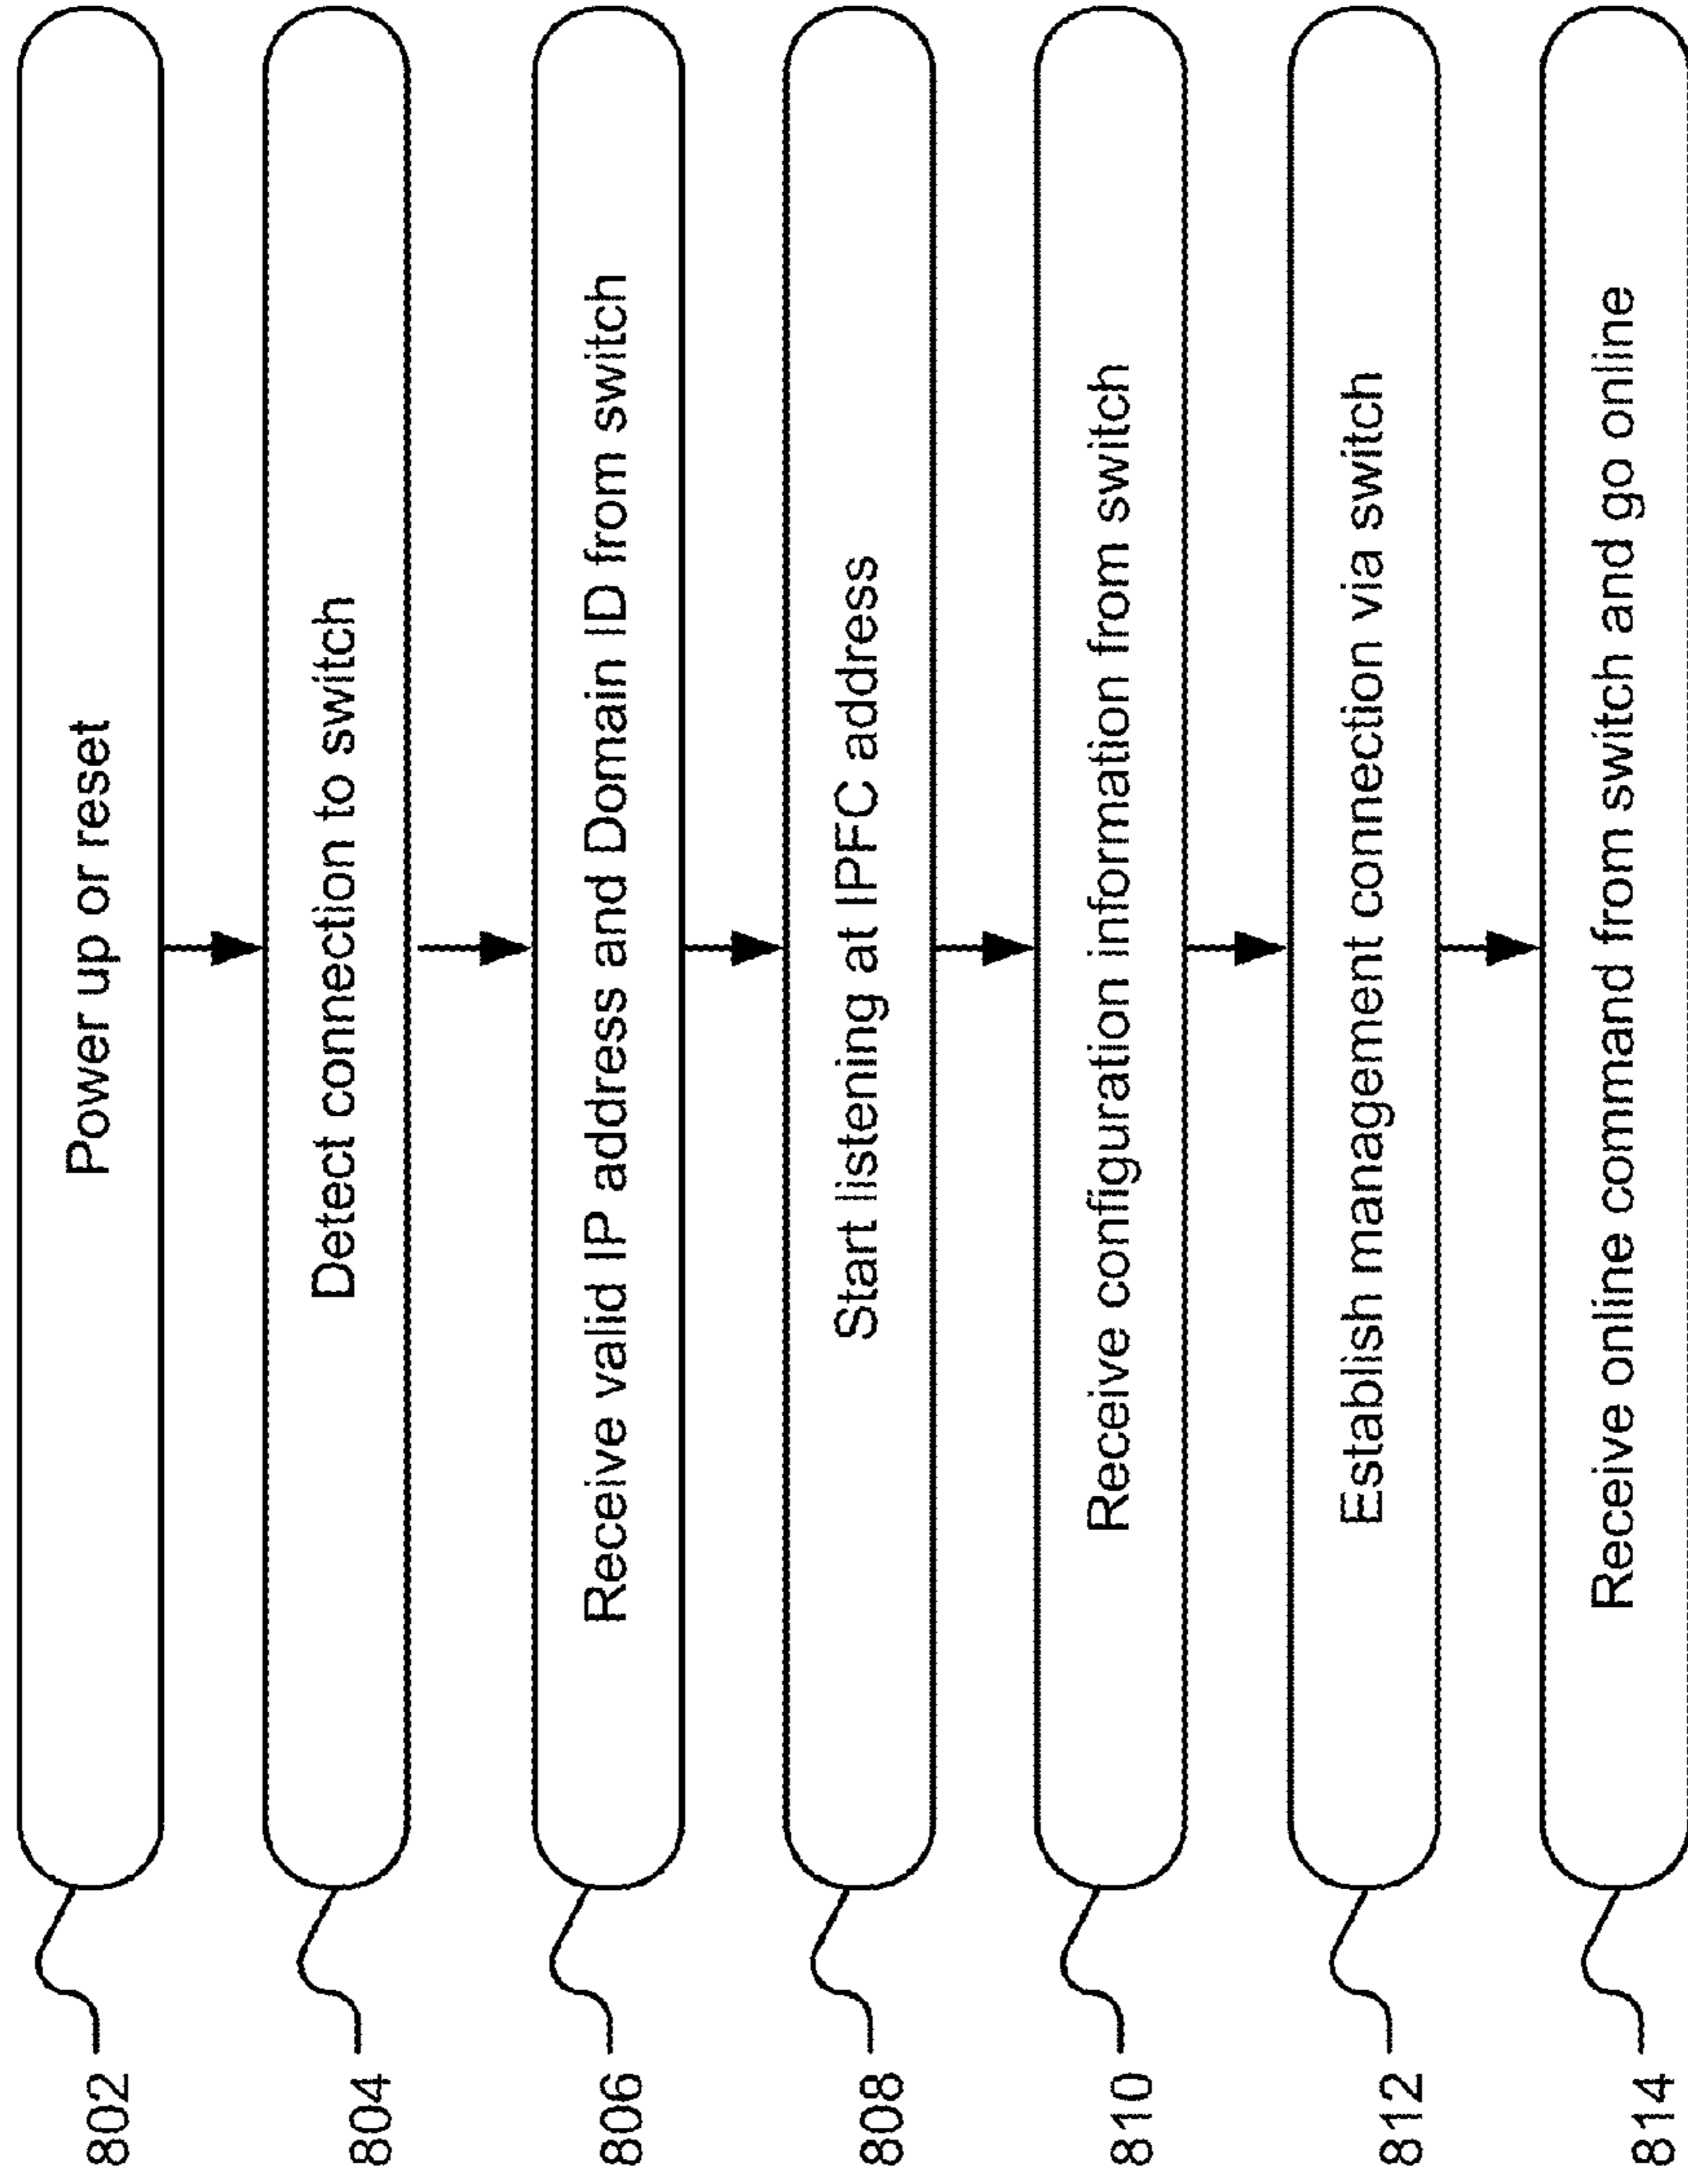 802
Power up or reset
804
Detect connection to switch
806
Receive valid IP address and Domain ID from switch
808
Start listening at IPFC address
810
Receive configuration information from switch
812
Establish management connection via switch
814
Receive online command from switch and go online